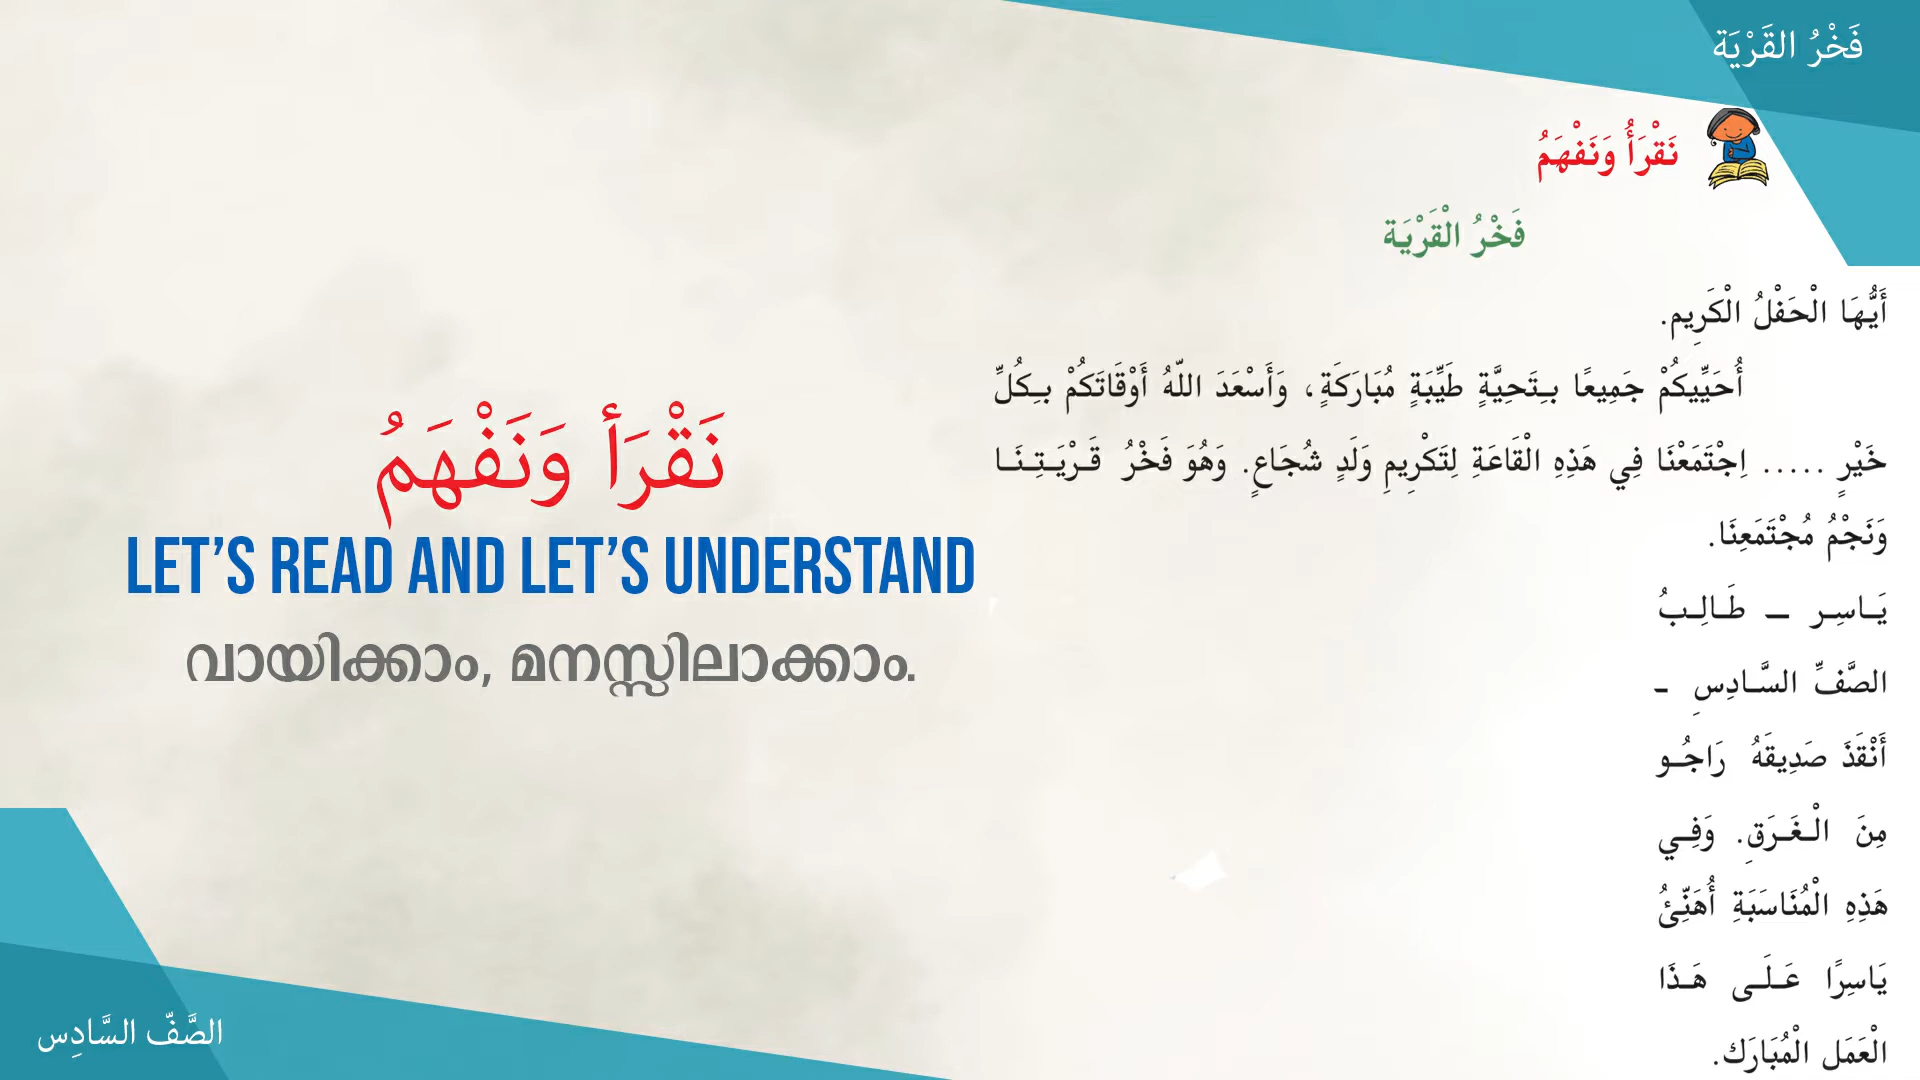 فَخْرُ القَرْيَة
نَقْرَأُ وَنَفْهَمُ
فَخْرُ الْقَرْيَة
أَيُّهَا الْحَفْلُ الْكَرِيم.
أُحَيِّيكُمْ جَمِيعًا بِتَحِيَّةٍ طَيِّبَةٍ مُبَارَكَةٍ، وَأَسْعَدَ اللّٰهُ أَوْقَاتَكُمْ بِكُلِّ
خَيْرٍ ..... اِجْتَمَعْنَا فِي هَذِهِ الْقَاعَةِ لِتَكْرِيمِ وَلَدٍ شُجَاعٍ. وَهُوَ فَخْرُ قَرْيَتِنَا
وَنَجْمُ مُجْتَمَعِنَا.
يَاسِر – طَالِبُ
الصَّفِّ السَّادِسِ -
أَنْقَذَ صَدِيقَهُ رَاجُو
مِنَ الْغَرَقِ. وَفِي
هَذِهِ الْمُنَاسَبَةِ أُهَنِّئُ
يَاسِرًا عَلَى هَذَا
الْعَمَل الْمُبَارَك.
نَقْرَأ وَنَفْهَمُ
LET'S READ AND LET'S UNDERSTAND
വായിക്കാം, മനസ്സിലാക്കാം.
الصَّفّ السَّادِس